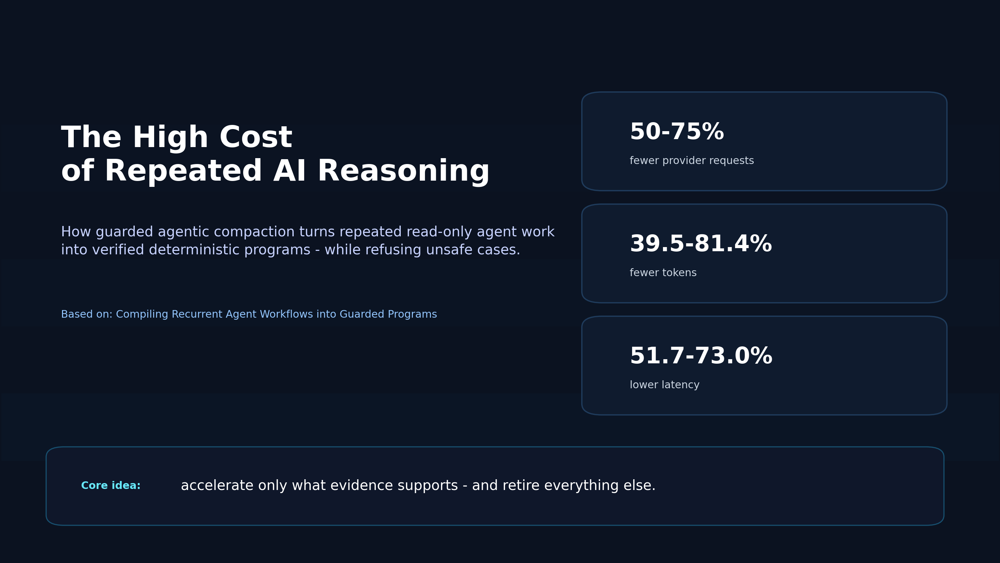 The High Cost
of Repeated AI Reasoning
How guarded agentic compaction turns repeated read-only agent work
into verified deterministic programs - while refusing unsafe cases.
Based on: Compiling Recurrent Agent Workflows into Guarded Programs
50-75%
fewer provider requests
39.5-81.4%
fewer tokens
51.7-73.0%
lower latency
Core idea: accelerate only what evidence supports - and retire everything else.